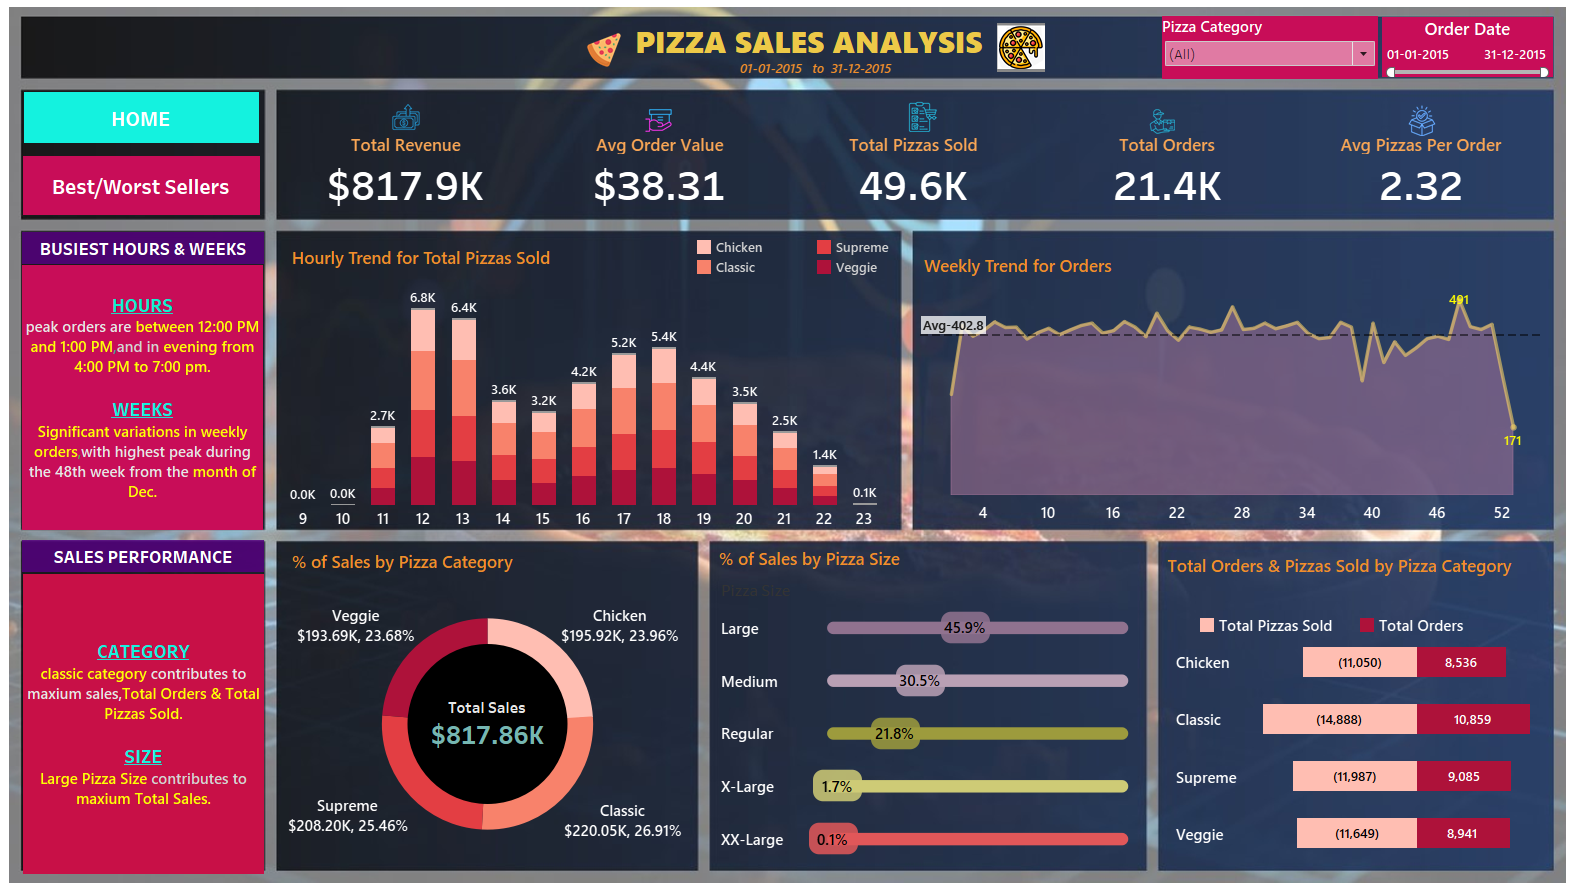 PIZZA SALES ANALYSIS
01-01-2015 to 31-12-2015
Pizza Category
(All)
Order Date
01-01-2015 31-12-2015
HOME
Best/Worst Sellers
Total Revenue
$817.9K
Avg Order Value
$38.31
Total Pizzas Sold
49.6K
Total Orders
21.4K
Avg Pizzas Per Order
2.32
BUSIEST HOURS & WEEKS
HOURS
peak orders are between 12:00 PM
and 1:00 PM,and in evening from
4:00 PM to 7:00 pm.
WEEKS
Significant variations in weekly
orders,with highest peak during
the 48th week from the month of
Dec.
Hourly Trend for Total Pizzas Sold
Chicken Supreme
Classic Veggie
0.0K 0.0K 2.7K 6.8K 6.4K 3.6K 3.2K 4.2K 5.2K 5.4K 4.4K 3.5K 2.5K 1.4K 0.1K
9 10 11 12 13 14 15 16 17 18 19 20 21 22 23
Weekly Trend for Orders
Avg-402.8
491
171
4 10 16 22 28 34 40 46 52
SALES PERFORMANCE
CATEGORY
classic category contributes to
maxium sales,Total Orders & Total
Pizzas Sold.
SIZE
Large Pizza Size contributes to
maxium Total Sales.
% of Sales by Pizza Category
Veggie
$193.69K, 23.68%
Chicken
$195.92K, 23.96%
Total Sales
$817.86K
Supreme
$208.20K, 25.46%
Classic
$220.05K, 26.91%
% of Sales by Pizza Size
Pizza Size
Large 45.9%
Medium 30.5%
Regular 21.8%
X-Large 1.7%
XX-Large 0.1%
Total Orders & Pizzas Sold by Pizza Category
Total Pizzas Sold Total Orders
Chicken (11,050) 8,536
Classic (14,888) 10,859
Supreme (11,987) 9,085
Veggie (11,649) 8,941